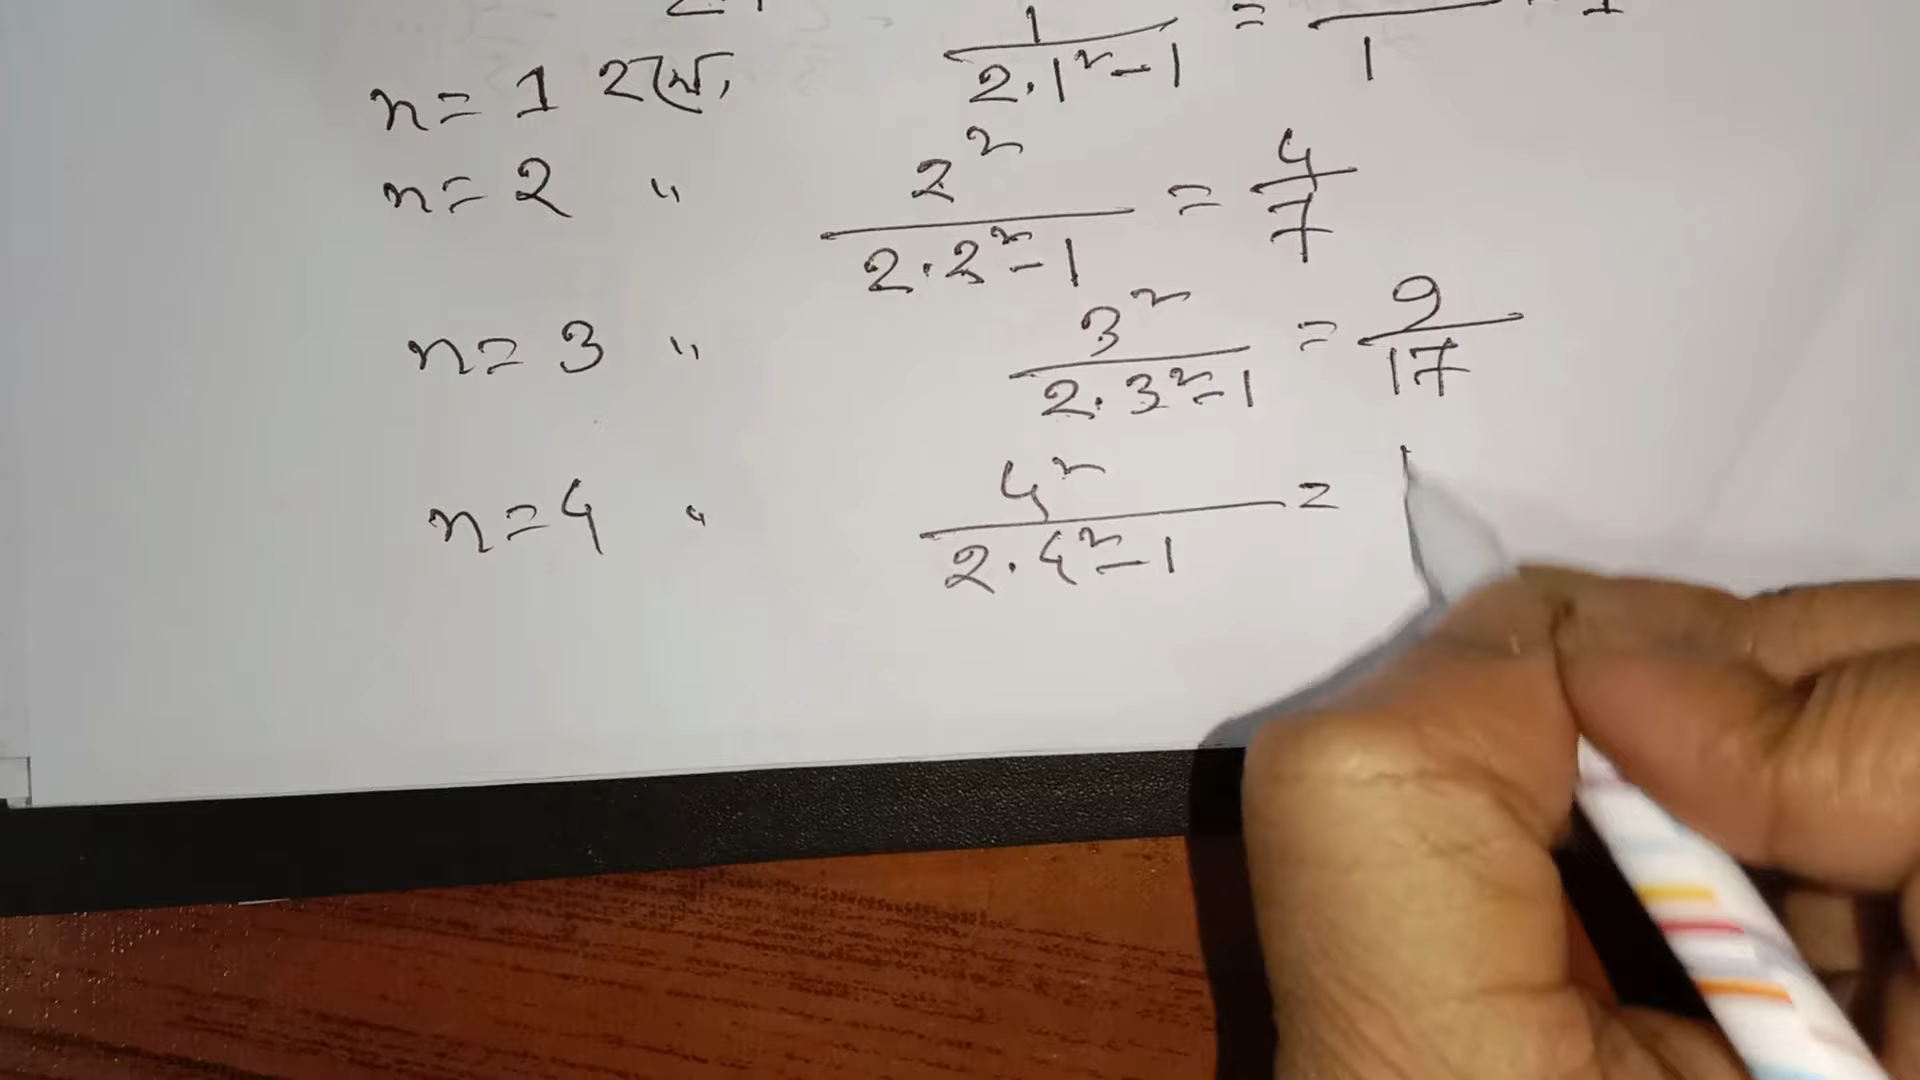 n = 1 হলে, 1/(2.1² - 1) = /1 1
n = 2 " 2²/(2.2² - 1) = 4/7
n = 3 " 3²/(2.3² - 1) = 9/17
n = 4 " 4²/(2.4² - 1) =